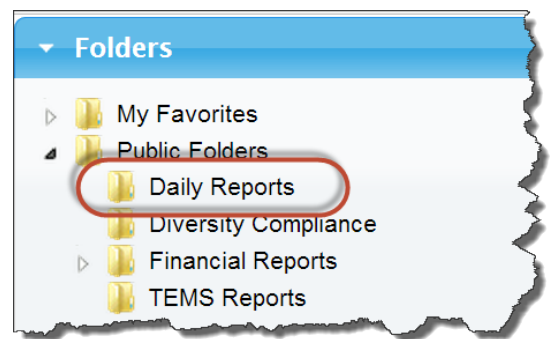 Folders
My Favorites
Public Folders
Daily Reports
Diversity Compliance
Financial Reports
TEMS Reports